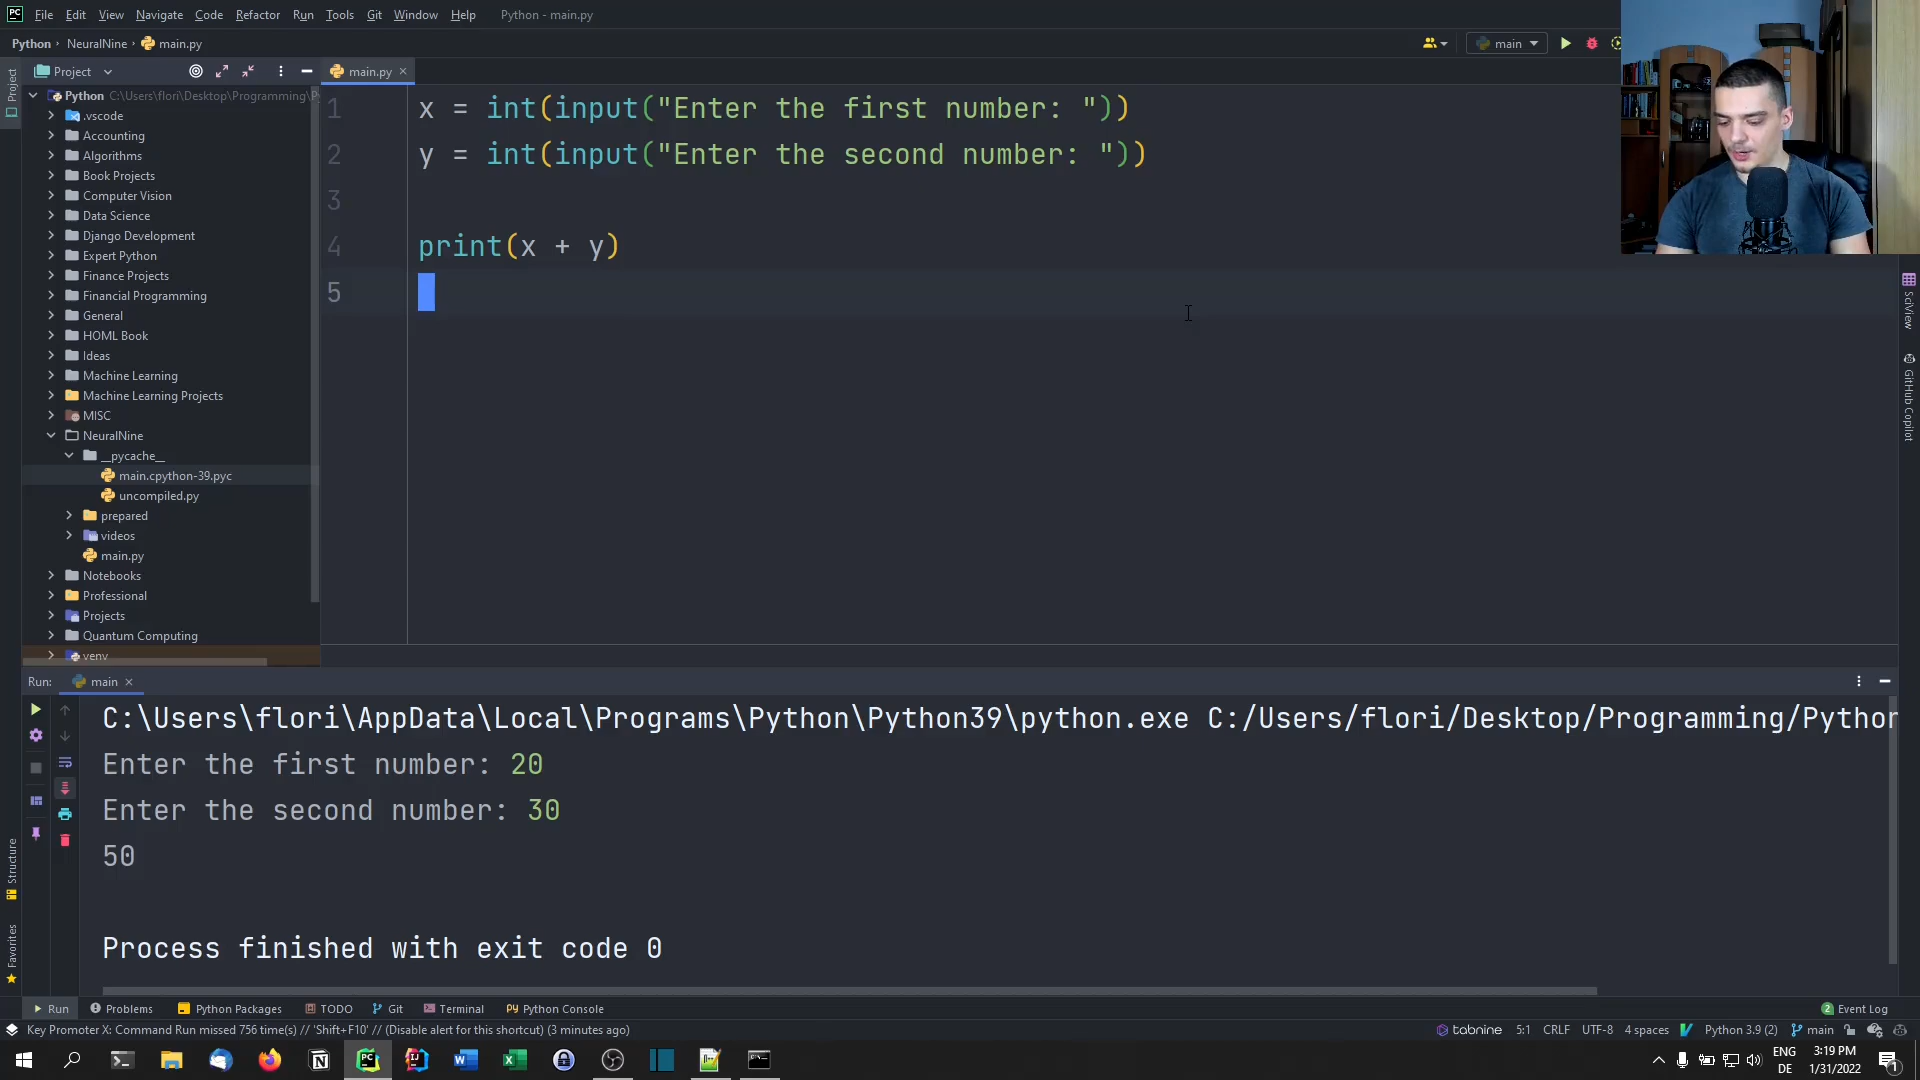 PC File Edit View Navigate Code Refactor Run Tools Git Window Help Python - main.py
Python NeuralNine main.py main
Project main.py
Project
Python C:\Users\flori\Desktop\Programming\
.vscode
Accounting
Algorithms
Book Projects
Computer Vision
Data Science
Django Development
Expert Python
Finance Projects
Financial Programming
General
HOML Book
Ideas
Machine Learning
Machine Learning Projects
MISC
NeuralNine
__pycache__
main.cpython-39.pyc
uncompiled.py
prepared
videos
main.py
Notebooks
Professional
Projects
Quantum Computing
venv
1 x = int(input("Enter the first number: "))
2 y = int(input("Enter the second number: "))
3
4 print(x + y)
5
SciView
GitHub Copilot
Run: main
C:\Users\flori\AppData\Local\Programs\Python\Python39\python.exe C:/Users/flori/Desktop/Programming/Python
Enter the first number: 20
Enter the second number: 30
50
Process finished with exit code 0
Structure
Favorites
Run Problems Python Packages TODO Git Terminal Python Console 2 Event Log
Key Promoter X: Command Run missed 756 time(s) // 'Shift+F10' // (Disable alert for this shortcut) (3 minutes ago) tabnine 5:1 CRLF UTF-8 4 spaces Python 3.9 (2) main
ENG 3:19 PM
DE 1/31/2022 1